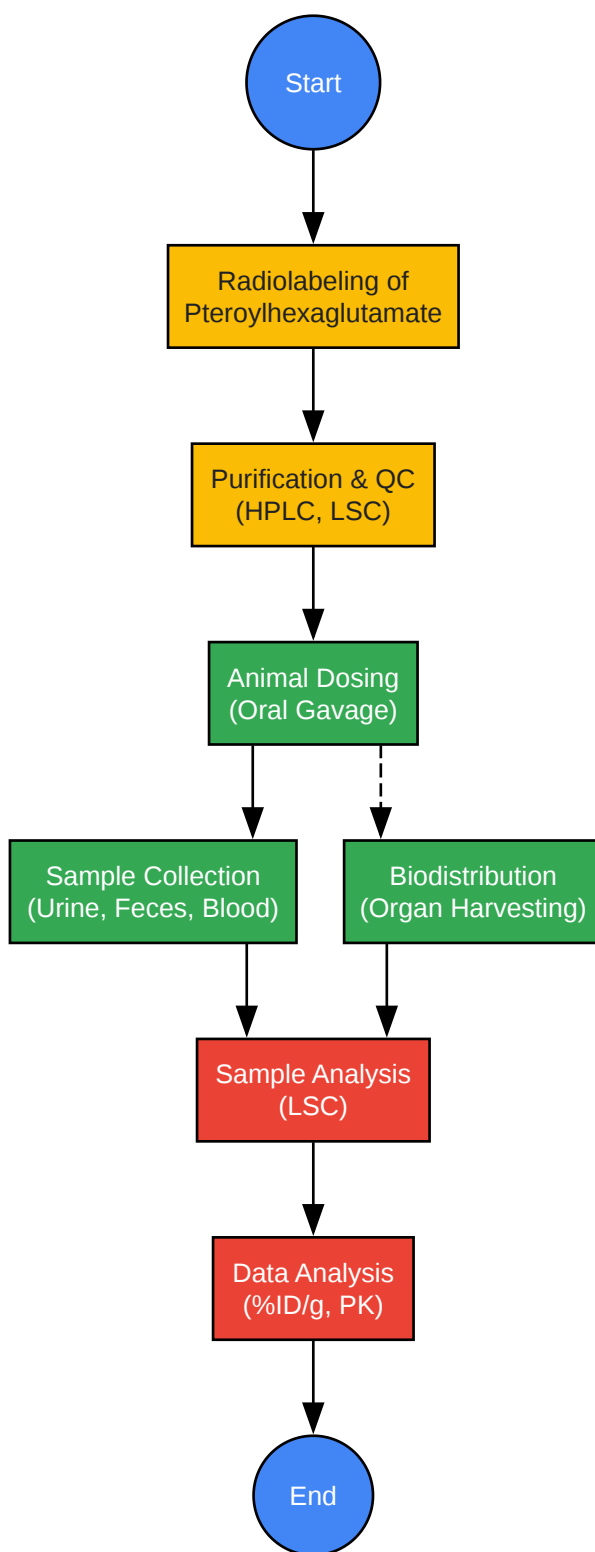 Start
Radiolabeling of
Pteroylhexaglutamate
Purification & QC
(HPLC, LSC)
Animal Dosing
(Oral Gavage)
Sample Collection
(Urine, Feces, Blood)
Biodistribution
(Organ Harvesting)
Sample Analysis
(LSC)
Data Analysis
(%ID/g, PK)
End